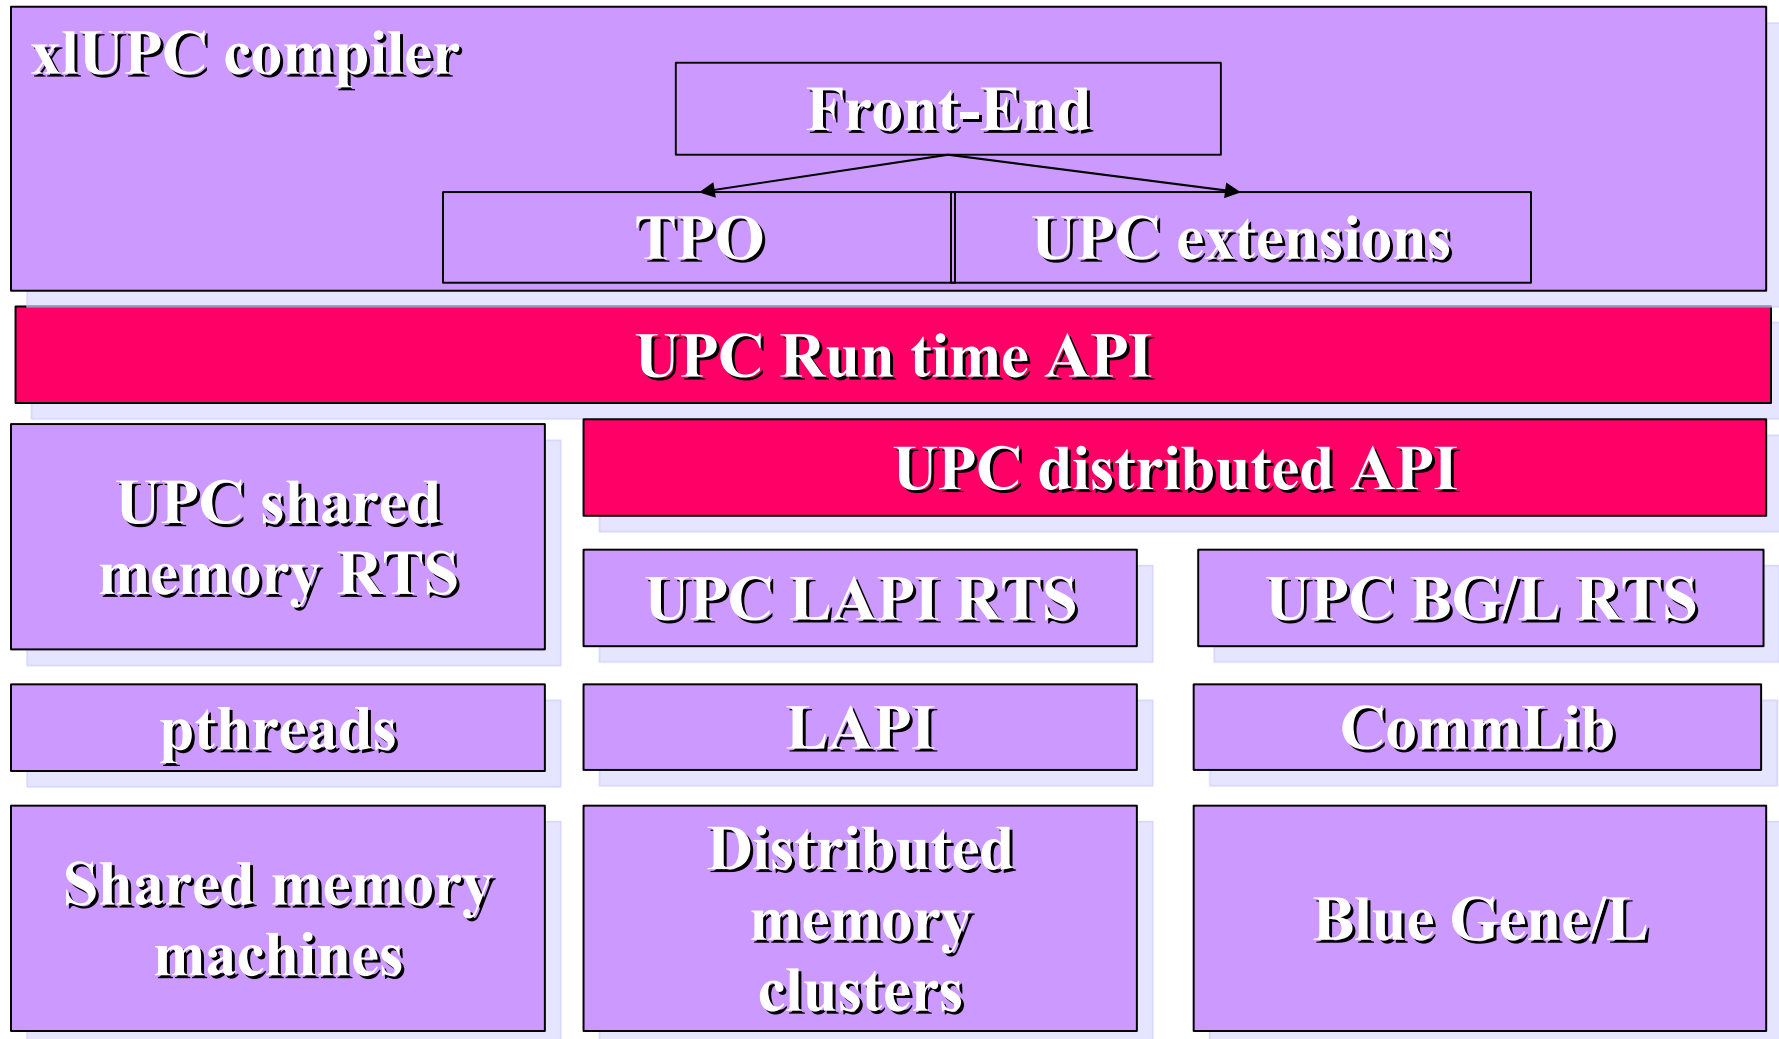 xlUPC compiler
Front-End
TPO
UPC extensions
UPC Run time API
UPC distributed API
UPC shared
memory RTS
UPC LAPI RTS
UPC BG/L RTS
pthreads
LAPI
CommLib
Shared memory
machines
Distributed
memory
clusters
Blue Gene/L